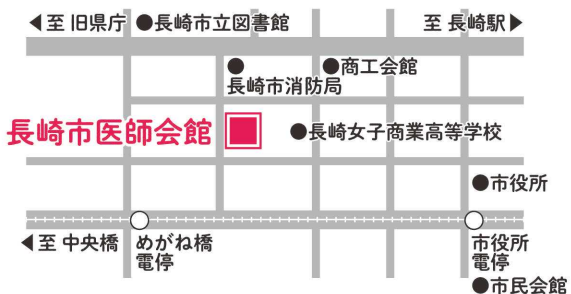 ◀至 旧県庁 ●長崎市立図書館 至 長崎駅▶
●商工会館
●
長崎市消防局
長崎市医師会館
●長崎女子商業高等学校
●市役所
◀至 中央橋
めがね橋
電停
市役所
電停
●市民会館